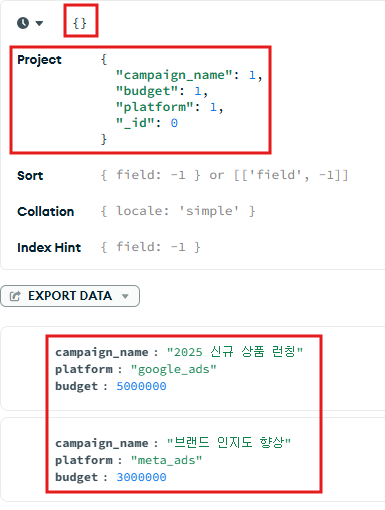 {}
Project {
"campaign_name": 1,
"budget": 1,
"platform": 1,
"_id": 0
}
Sort { field: -1 } or [['field', -1]]
Collation { locale: 'simple' }
Index Hint { field: -1 }
EXPORT DATA
campaign_name : "2025 신규 상품 런칭"
platform : "google_ads"
budget : 5000000
campaign_name : "브랜드 인지도 향상"
platform : "meta_ads"
budget : 3000000